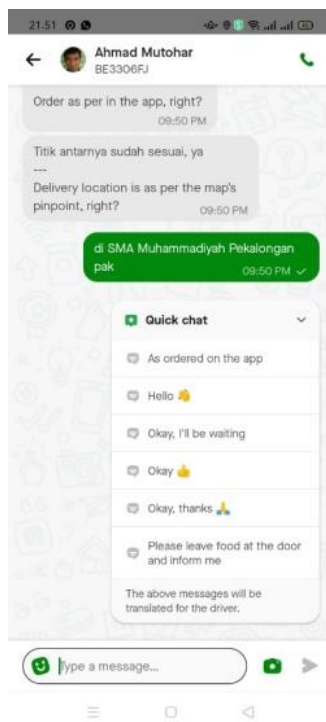 21.51
Ahmad Mutohar
BE3306FJ
Order as per in the app, right?
09:50 PM
Titik antarnya sudah sesuai, ya
---
Delivery location is as per the map's
pinpoint, right?
09:50 PM
di SMA Muhammadiyah Pekalongan
pak
09:50 PM
Quick chat
As ordered on the app
Hello 👋
Okay, I'll be waiting
Okay 👍
Okay, thanks 🙏
Please leave food at the door
and inform me
The above messages will be
translated for the driver.
Type a message...